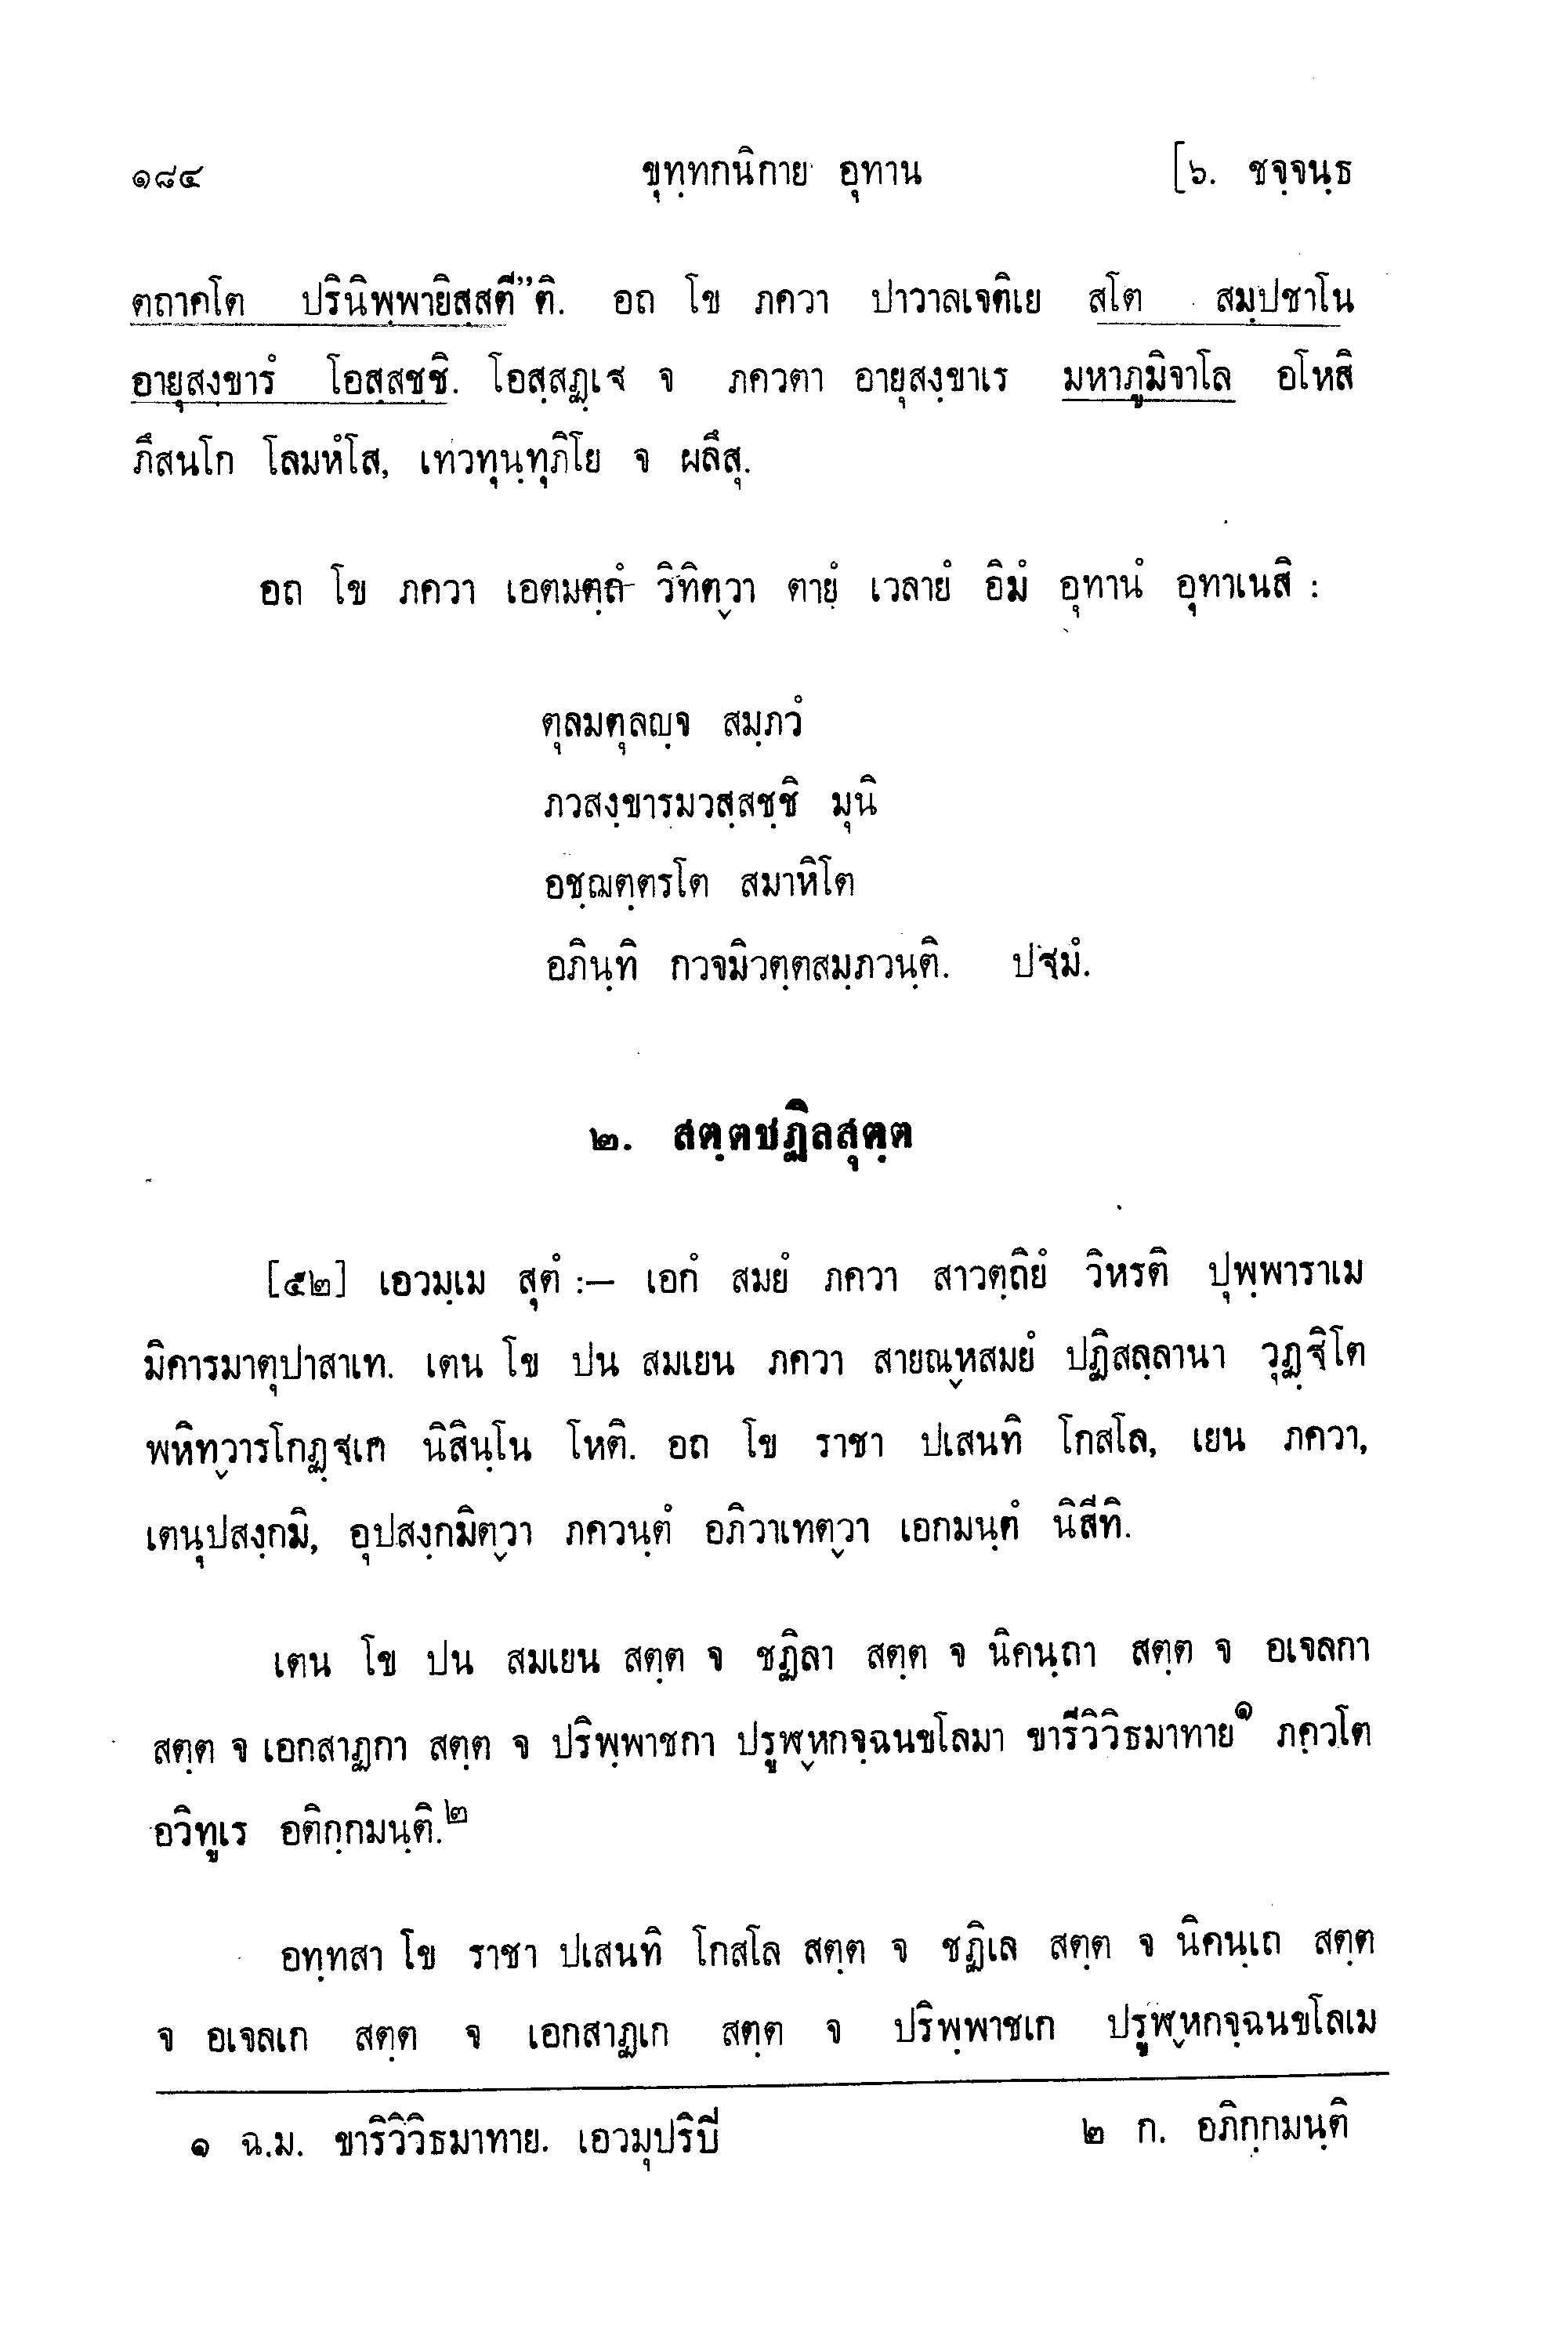 ๑๘๔ ขุทฺทกนิกาย อุทาน [๖. ชจฺจนฺธ
ตถาคโต ปรินิพฺพายิสฺสตี”ติ. อถ โข ภควา ปาวาลเจติเย สโต สมฺปชาโน
อายุสงฺขารํ โอสฺสชฺชิ. โอสฺสฏฺเฐ จ ภควตา อายุสงฺขาเร มหาภูมิจาโล อโหสิ
ภึสนโก โลมหํโส, เทวทุนฺทุภิโย จ ผลึสุ.
อถ โข ภควา เอตมตฺถํ วิทิตฺวา ตายํ เวลายํ อิมํ อุทานํ อุทาเนสิ :
ตุลมตุลญฺจ สมฺภวํ
ภวสงฺขารมวสฺสชฺชิ มุนิ
อชฺฌตฺตรโต สมาหิโต
อภินฺทิ กวจมิวตฺตสมฺภวนฺติ. ปฐมํ.
๒. สตฺตชฏิลสุตฺต
[๕๒] เอวมฺเม สุตํ :— เอกํ สมยํ ภควา สาวตฺถิยํ วิหรติ ปุพฺพาราเม
มิคารมาตุปาสาเท. เตน โข ปน สมเยน ภควา สายณฺหสมยํ ปฏิสลฺลานา วุฏฺฐิโต
พหิทฺวารโกฏฺฐเก นิสินฺโน โหติ. อถ โข ราชา ปเสนทิ โกสโล, เยน ภควา,
เตนุปสงฺกมิ, อุปสงฺกมิตฺวา ภควนฺตํ อภิวาเทตฺวา เอกมนฺตํ นิสีทิ.
เตน โข ปน สมเยน สตฺต จ ชฏิลา สตฺต จ นิคนฺถา สตฺต จ อเจลกา
สตฺต จ เอกสาฏกา สตฺต จ ปริพฺพาชกา ปรูฬฺหกจฺฉนขโลมา ขารีวิวิธมาทาย๑ ภควโต
อวิทูเร อติกฺกมนฺติ.๒
อทฺทสา โข ราชา ปเสนทิ โกสโล สตฺต จ ชฏิเล สตฺต จ นิคนฺเถ สตฺต
จ อเจลเก สตฺต จ เอกสาฏเก สตฺต จ ปริพฺพาชเก ปรูฬฺหกจฺฉนขโลเม
๑ ฉ.ม. ขาริวิวิธมาทาย. เอวมุปริปิ ๒ ก. อภิกฺกมนฺติ